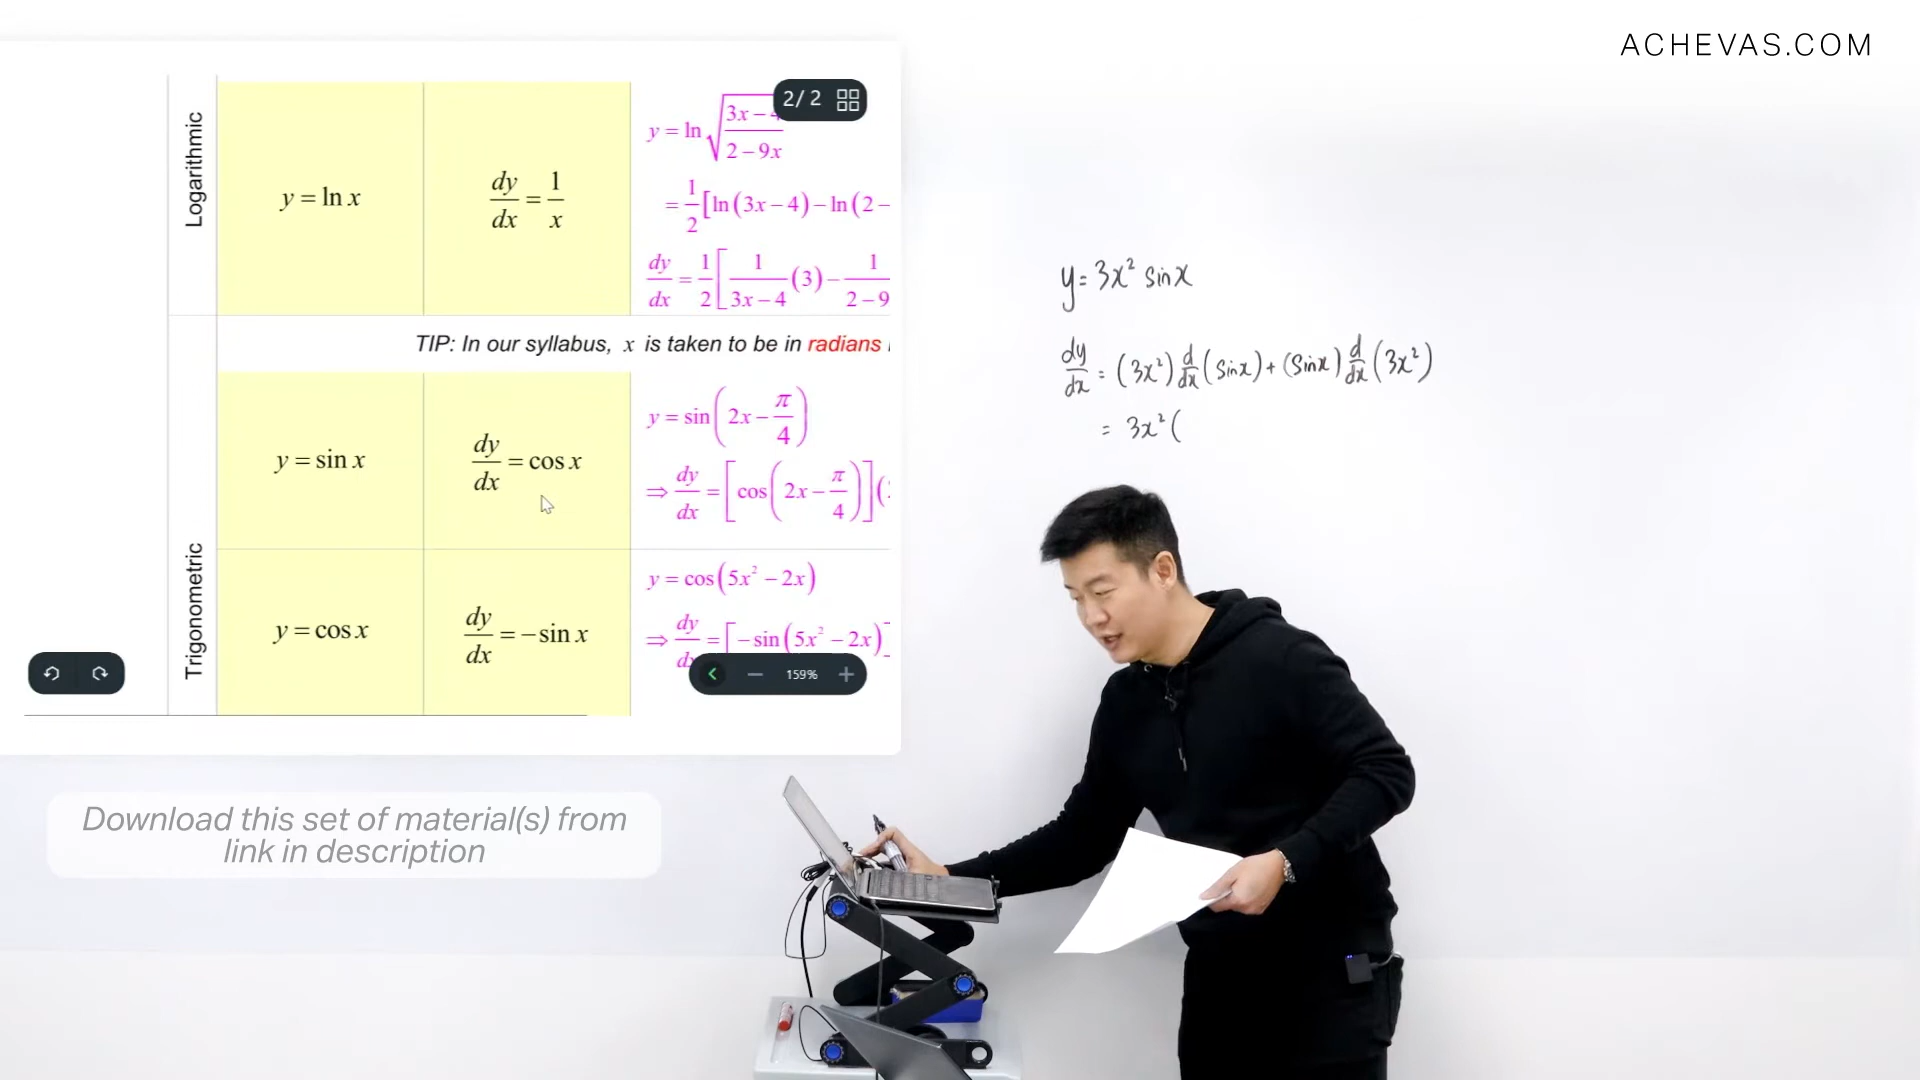 ACHEVAS.COM
2/2
Logarithmic
y = ln x
dy/dx = 1/x
y = ln √((3x − 4)/(2 − 9x))
= 1/2 [ln(3x − 4) − ln(2 −
dy/dx = 1/2 [1/(3x − 4) (3) − 1/(2 − 9
TIP: In our syllabus, x is taken to be in radians
Trigonometric
y = sin x
dy/dx = cos x
y = sin(2x − π/4)
⇒ dy/dx = [cos(2x − π/4)](
y = cos x
dy/dx = −sin x
y = cos(5x² − 2x)
⇒ dy/dx = [−sin(5x² − 2x)
159%
y = 3x² sinx
dy/dx = (3x²) d/dx (sinx) + (sinx) d/dx (3x²)
= 3x² (
Download this set of material(s) from
link in description